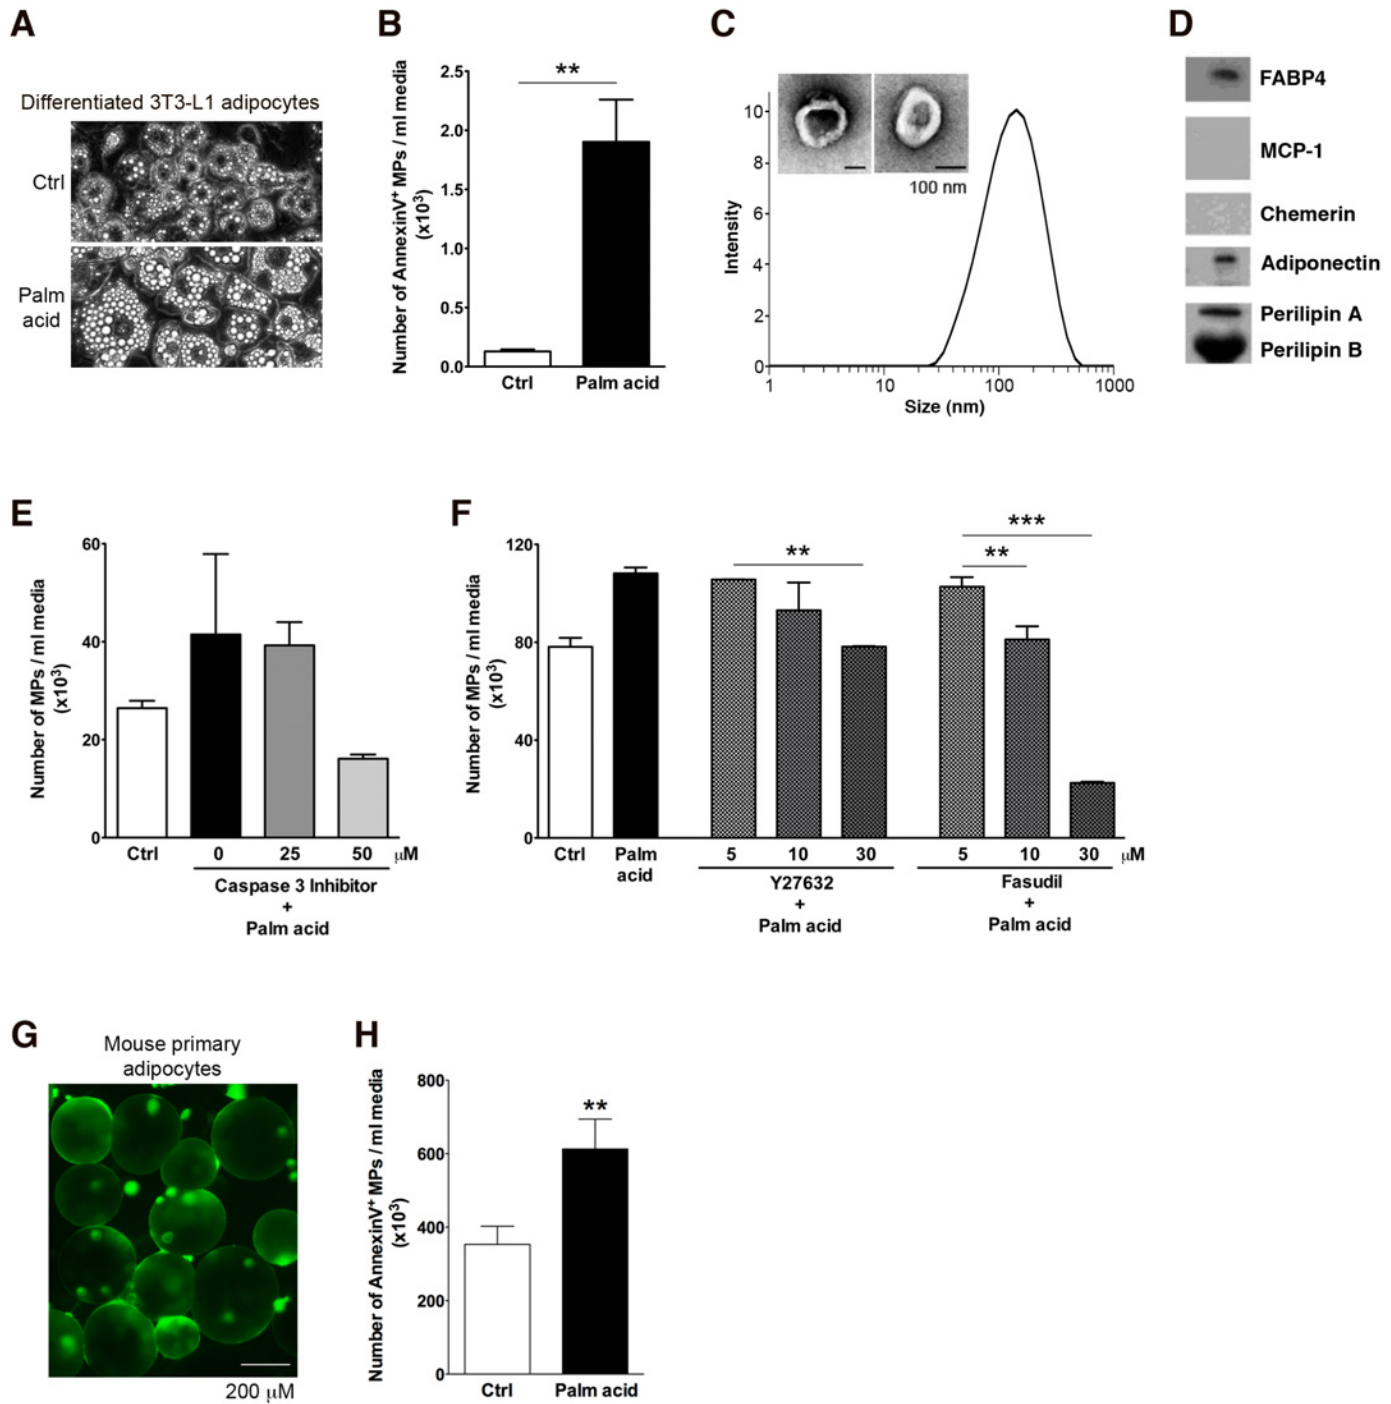 A
Differentiated 3T3-L1 adipocytes
Ctrl
Palm
acid
B
Number of AnnexinV⁺ MPs / ml media
(x10³)
2.5
2.0
1.5
1.0
0.5
0.0
**
Ctrl
Palm acid
C
Intensity
10
8
6
4
2
0
100 nm
1
10
100
1000
Size (nm)
D
FABP4
MCP-1
Chemerin
Adiponectin
Perilipin A
Perilipin B
E
Number of MPs / ml media
(x10³)
60
40
20
0
Ctrl
0 25 50 µM
Caspase 3 Inhibitor
+
Palm acid
F
Number of MPs / ml media
(x10³)
120
80
40
0
**
***
**
Ctrl
Palm
acid
5 10 30
Y27632
+
Palm acid
5 10 30 µM
Fasudil
+
Palm acid
G
Mouse primary
adipocytes
200 µM
H
Number of AnnexinV⁺ MPs / ml media
(x10³)
800
600
400
200
0
**
Ctrl
Palm acid